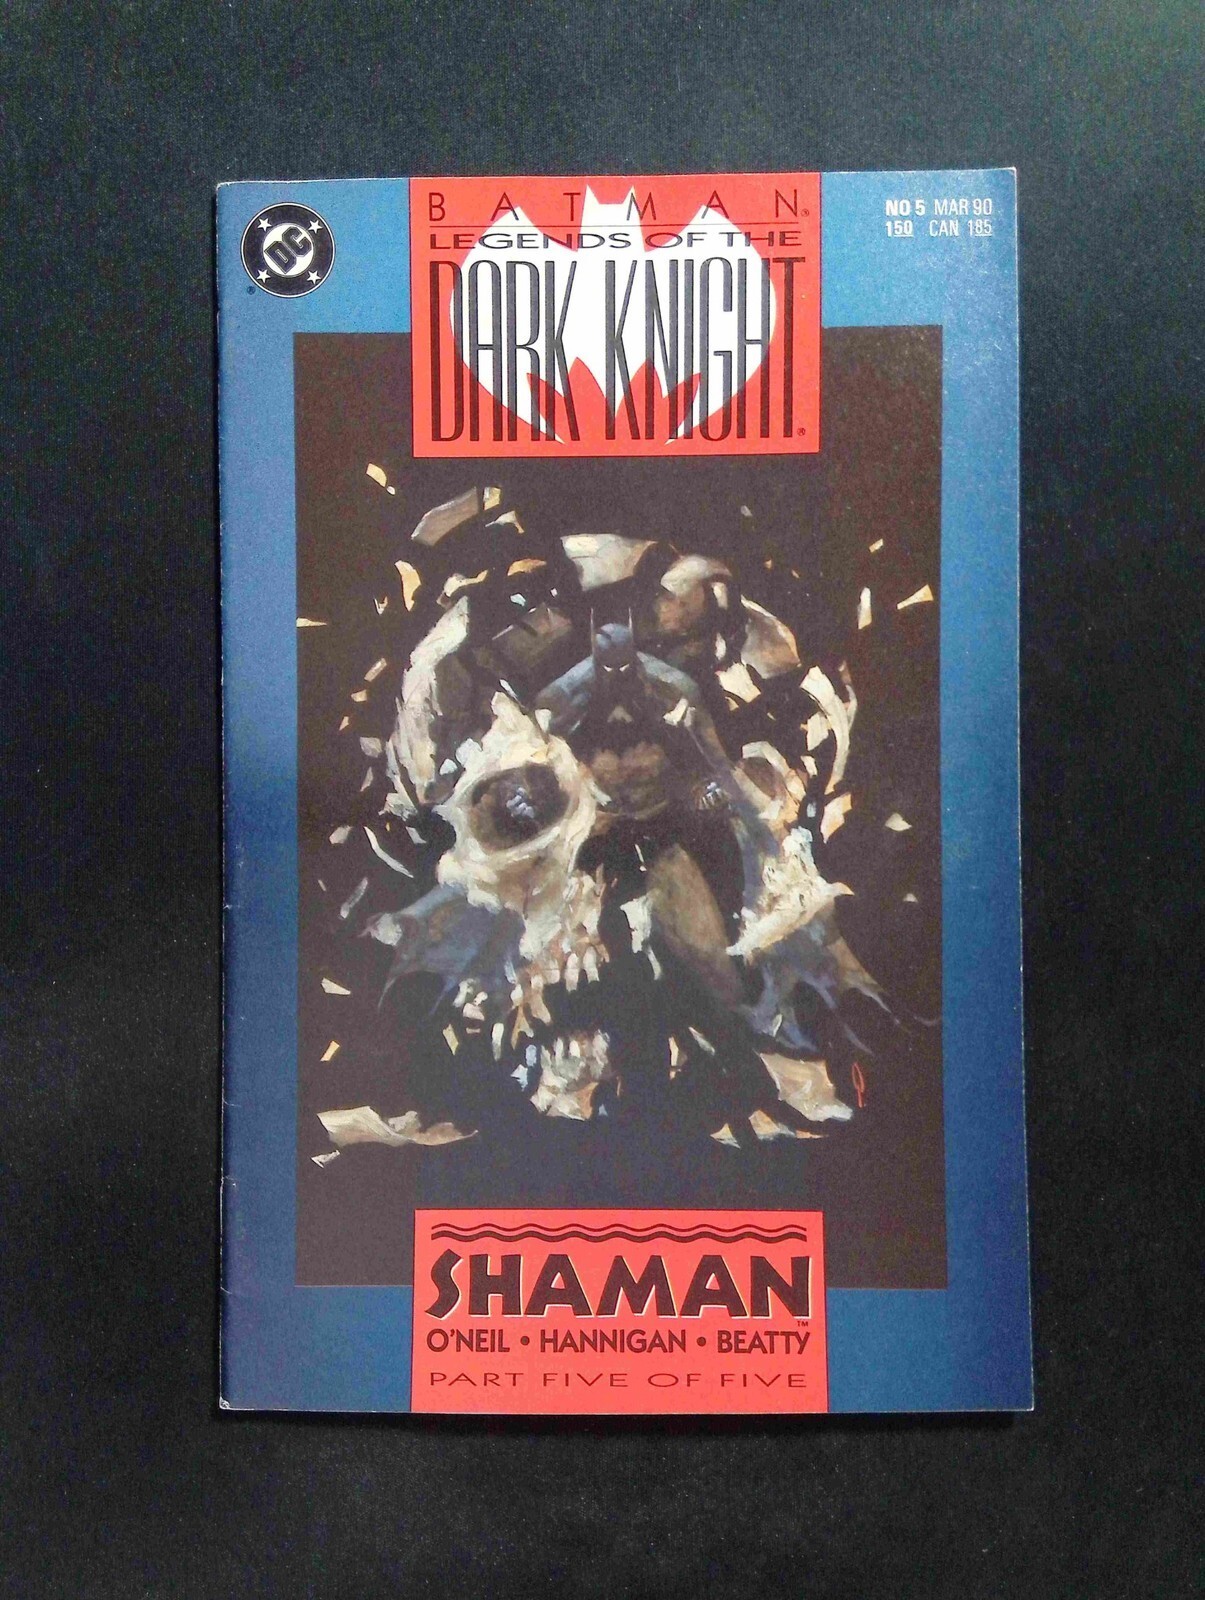 DC
®
BATMAN®
LEGENDS OF THE
DARK KNIGHT®
NO 5 MAR 90
150 CAN 185
SHAMAN™
O'NEIL • HANNIGAN • BEATTY
PART FIVE OF FIVE